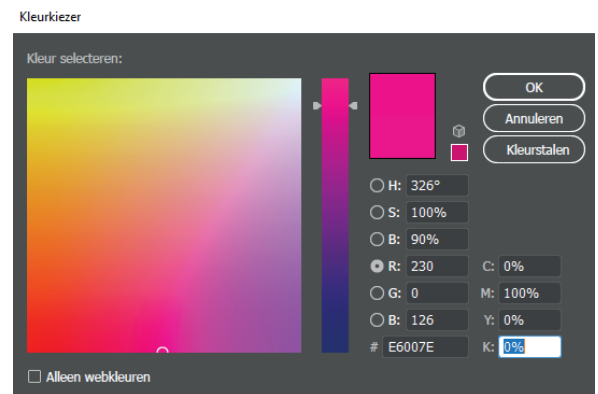 Kleurkiezer
Kleur selecteren:
OK
Annuleren
Kleurstalen
H: 326°
S: 100%
B: 90%
R: 230 C: 0%
G: 0 M: 100%
B: 126 Y: 0%
# E6007E K: 0%
Alleen webkleuren